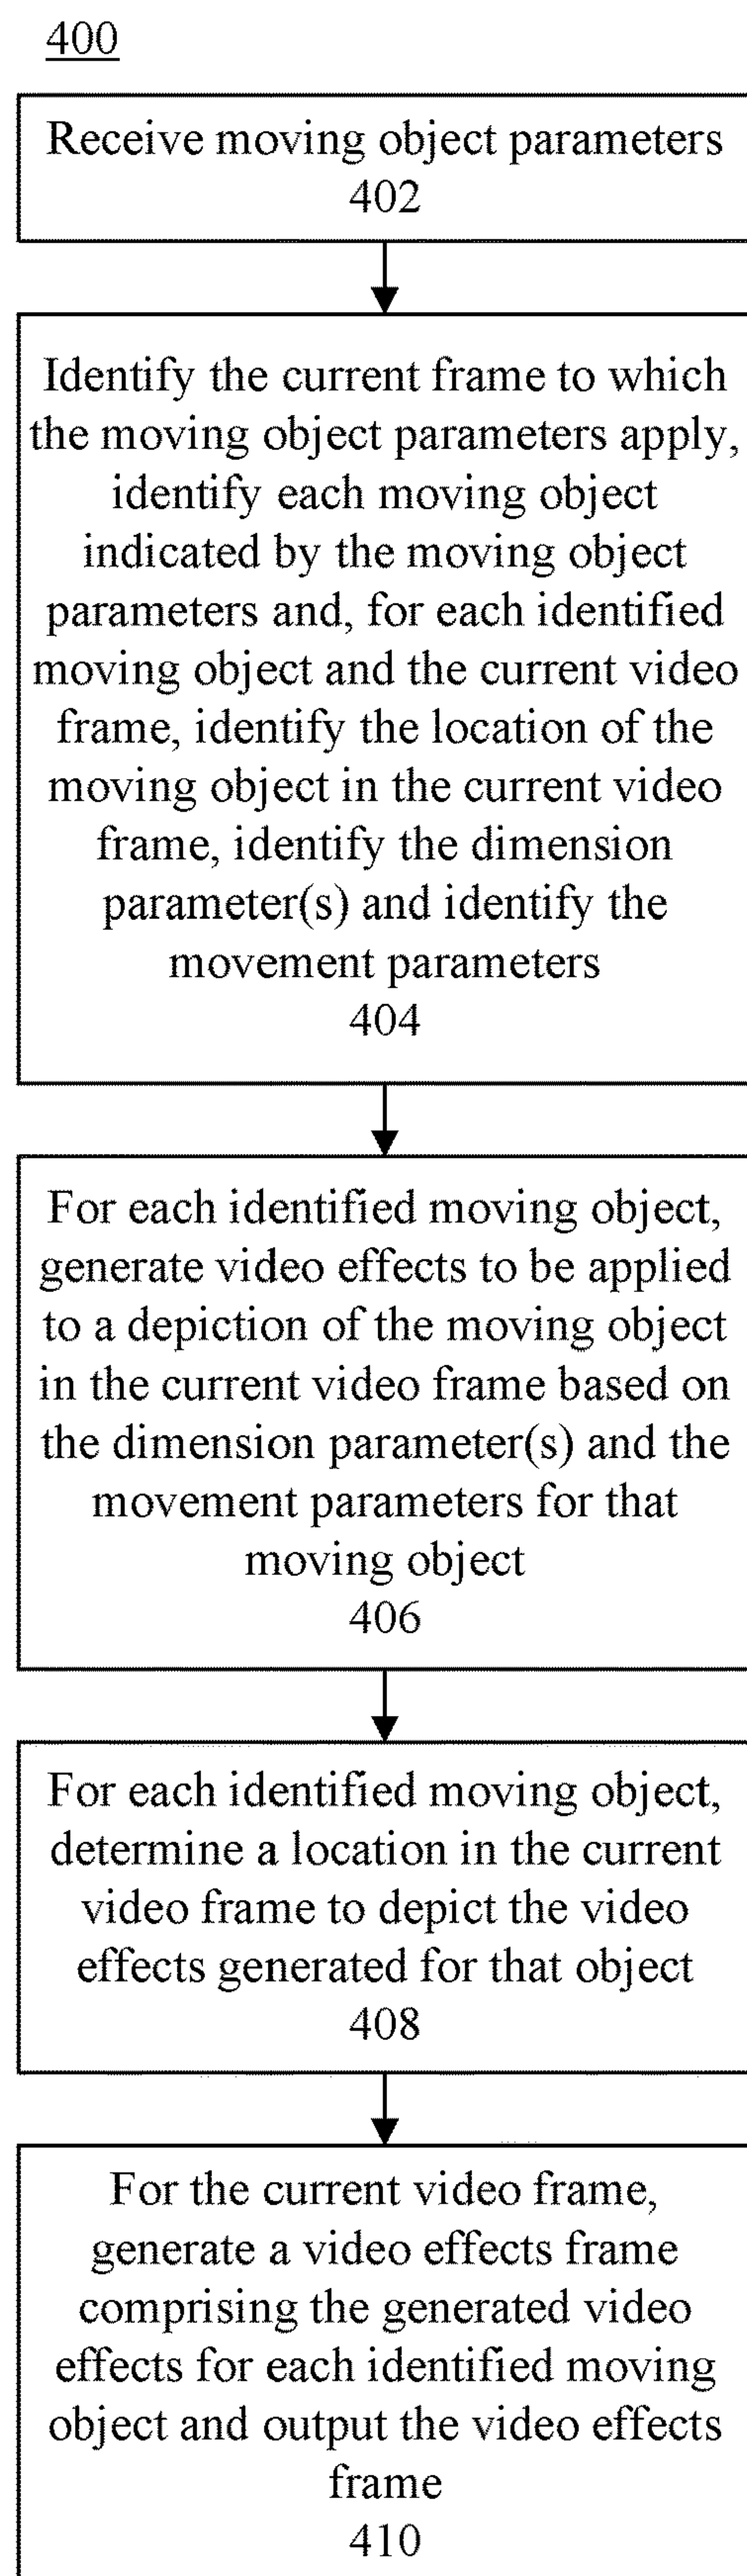 400
Receive moving object parameters
402
Identify the current frame to which
the moving object parameters apply,
identify each moving object
indicated by the moving object
parameters and, for each identified
moving object and the current video
frame, identify the location of the
moving object in the current video
frame, identify the dimension
parameter(s) and identify the
movement parameters
404
For each identified moving object,
generate video effects to be applied
to a depiction of the moving object
in the current video frame based on
the dimension parameter(s) and the
movement parameters for that
moving object
406
For each identified moving object,
determine a location in the current
video frame to depict the video
effects generated for that object
408
For the current video frame,
generate a video effects frame
comprising the generated video
effects for each identified moving
object and output the video effects
frame
410